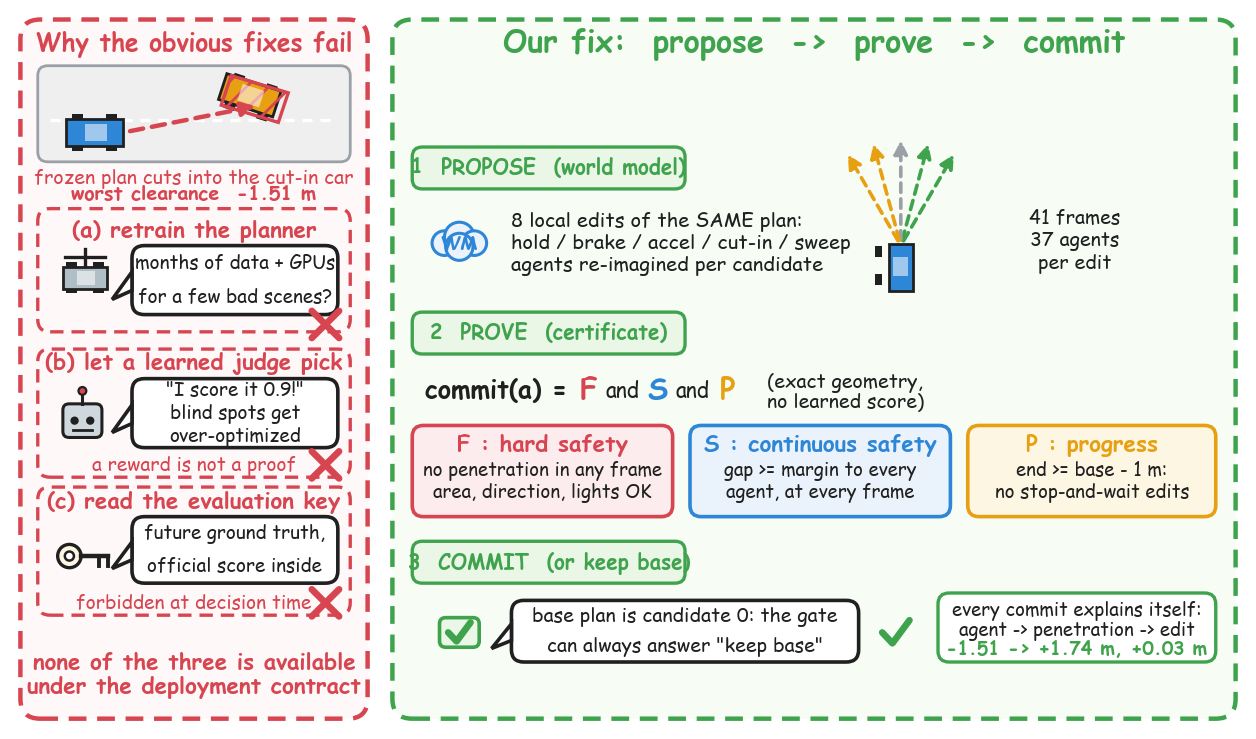 Why the obvious fixes fail
frozen plan cuts into the cut-in car
worst clearance -1.51 m
(a) retrain the planner
months of data + GPUs
for a few bad scenes?
(b) let a learned judge pick
"I score it 0.9!"
blind spots get
over-optimized
a reward is not a proof
(c) read the evaluation key
future ground truth,
official score inside
forbidden at decision time
none of the three is available
under the deployment contract
Our fix: propose -> prove -> commit
1 PROPOSE (world model)
WM
8 local edits of the SAME plan:
hold / brake / accel / cut-in / sweep
agents re-imagined per candidate
41 frames
37 agents
per edit
2 PROVE (certificate)
commit(a) = F and S and P
(exact geometry,
no learned score)
F : hard safety
no penetration in any frame
area, direction, lights OK
S : continuous safety
gap >= margin to every
agent, at every frame
P : progress
end >= base - 1 m:
no stop-and-wait edits
3 COMMIT (or keep base)
base plan is candidate 0: the gate
can always answer "keep base"
every commit explains itself:
agent -> penetration -> edit
-1.51 -> +1.74 m, +0.03 m